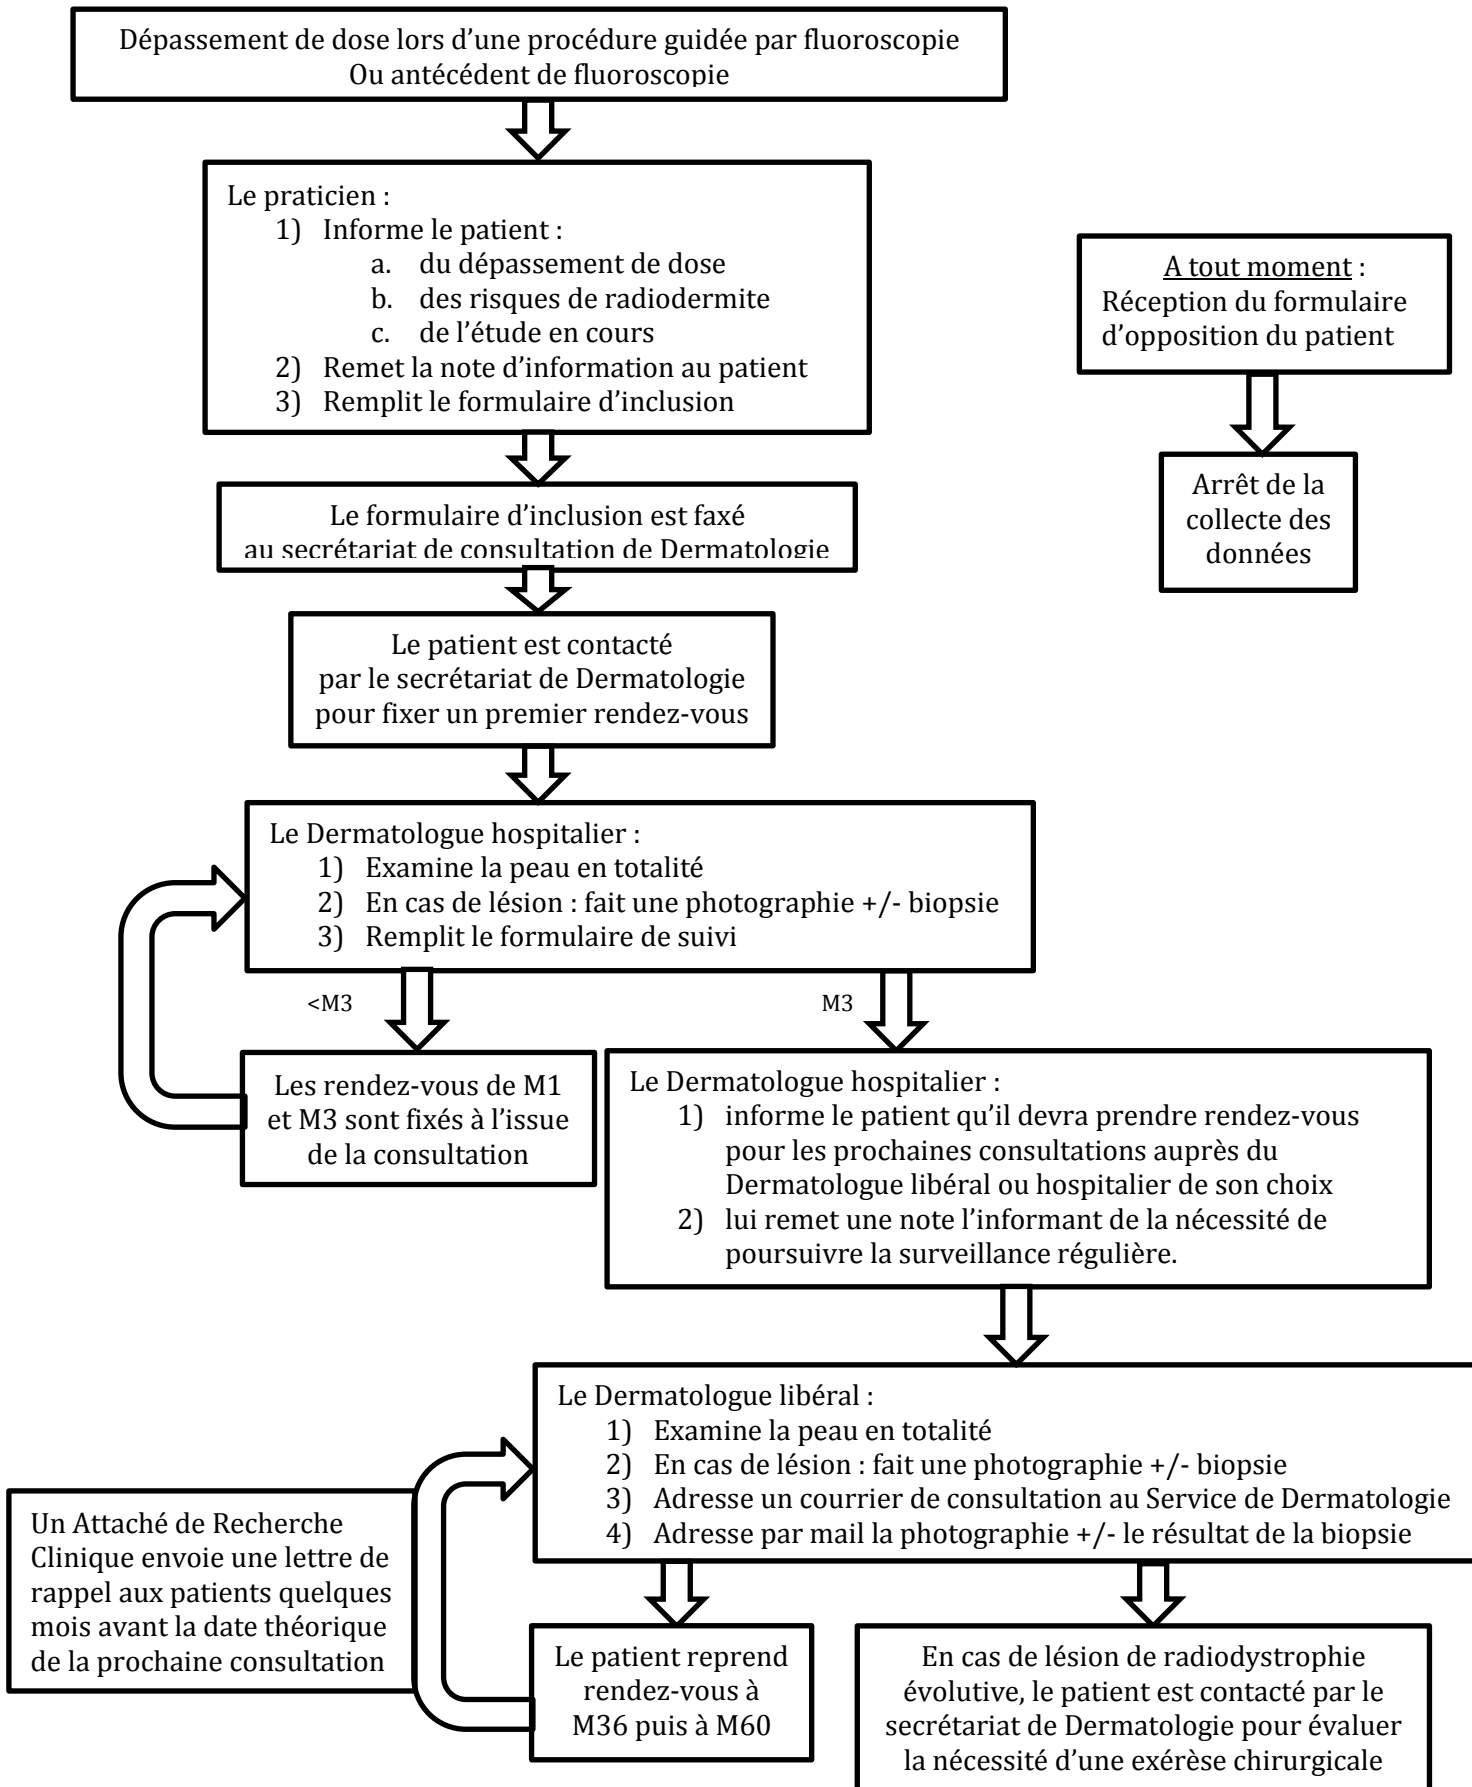 Dépassement de dose lors d’une procédure guidée par fluoroscopie
Ou antécédent de fluoroscopie
Le praticien :
1) Informe le patient :
a. du dépassement de dose
b. des risques de radiodermite
c. de l’étude en cours
2) Remet la note d’information au patient
3) Remplit le formulaire d’inclusion
A tout moment :
Réception du formulaire
d’opposition du patient
Arrêt de la
collecte des
données
Le formulaire d’inclusion est faxé
au secrétariat de consultation de Dermatologie
Le patient est contacté
par le secrétariat de Dermatologie
pour fixer un premier rendez-vous
Le Dermatologue hospitalier :
1) Examine la peau en totalité
2) En cas de lésion : fait une photographie +/- biopsie
3) Remplit le formulaire de suivi
<M3
M3
Les rendez-vous de M1
et M3 sont fixés à l’issue
de la consultation
Le Dermatologue hospitalier :
1) informe le patient qu’il devra prendre rendez-vous
pour les prochaines consultations auprès du
Dermatologue libéral ou hospitalier de son choix
2) lui remet une note l’informant de la nécessité de
poursuivre la surveillance régulière.
Le Dermatologue libéral :
1) Examine la peau en totalité
2) En cas de lésion : fait une photographie +/- biopsie
3) Adresse un courrier de consultation au Service de Dermatologie
4) Adresse par mail la photographie +/- le résultat de la biopsie
Un Attaché de Recherche
Clinique envoie une lettre de
rappel aux patients quelques
mois avant la date théorique
de la prochaine consultation
Le patient reprend
rendez-vous à
M36 puis à M60
En cas de lésion de radiodystrophie
évolutive, le patient est contacté par le
secrétariat de Dermatologie pour évaluer
la nécessité d’une exérèse chirurgicale